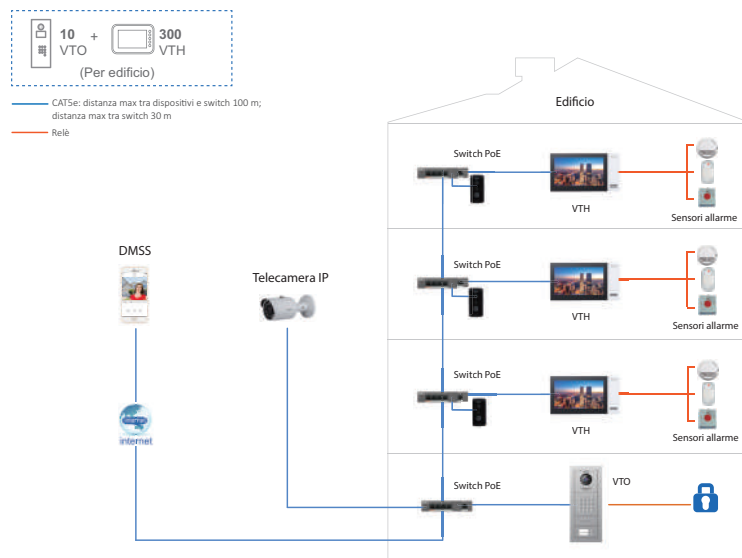 10
VTO
+
300
VTH
(Per edificio)
CAT5e: distanza max tra dispositivi e switch 100 m;
distanza max tra switch 30 m
Relè
Edificio
Switch PoE
VTH
Sensori allarme
DMSS
Telecamera IP
Switch PoE
VTH
Sensori allarme
Switch PoE
VTH
Sensori allarme
internet
internet
Switch PoE
VTO